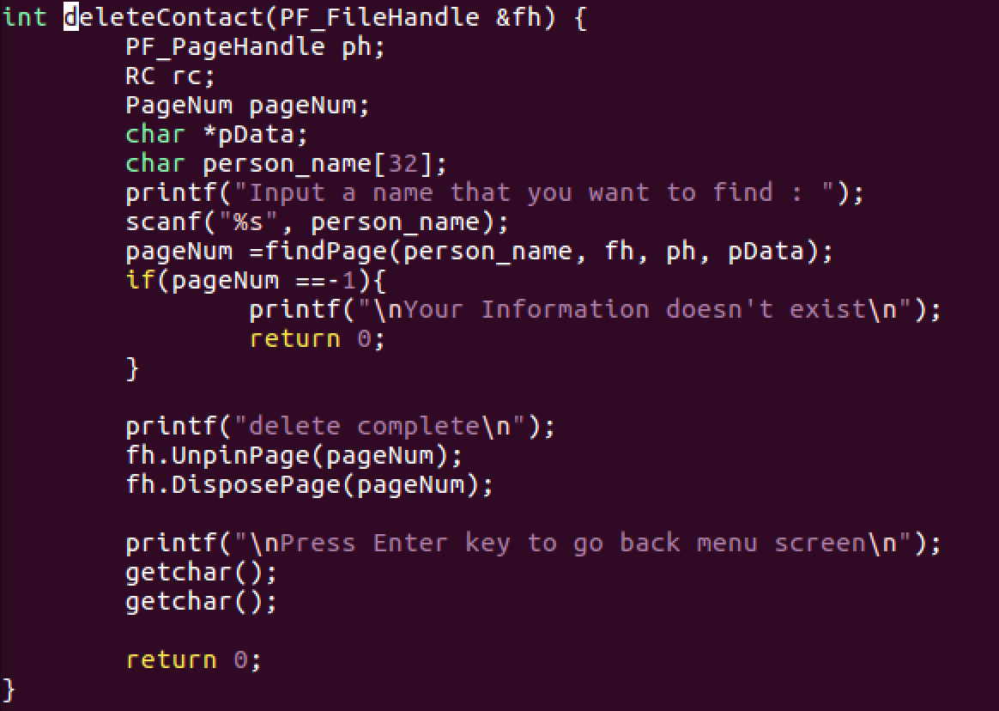 int deleteContact(PF_FileHandle &fh) {
        PF_PageHandle ph;
        RC rc;
        PageNum pageNum;
        char *pData;
        char person_name[32];
        printf("Input a name that you want to find : ");
        scanf("%s", person_name);
        pageNum =findPage(person_name, fh, ph, pData);
        if(pageNum ==-1){
                printf("\nYour Information doesn't exist\n");
                return 0;
        }

        printf("delete complete\n");
        fh.UnpinPage(pageNum);
        fh.DisposePage(pageNum);

        printf("\nPress Enter key to go back menu screen\n");
        getchar();
        getchar();

        return 0;
}